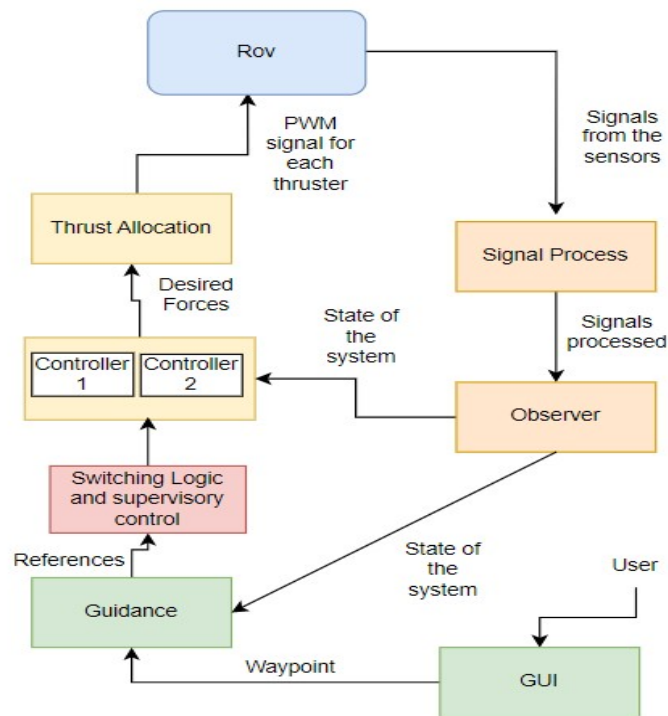 Rov
PWM
signal for
each
thruster
Signals
from the
sensors
Thrust Allocation
Signal Process
Desired
Forces
State of
the
system
Signals
processed
Controller
1
Controller
2
Observer
Switching Logic
and supervisory
control
References
State of
the
system
User
Guidance
Waypoint
GUI